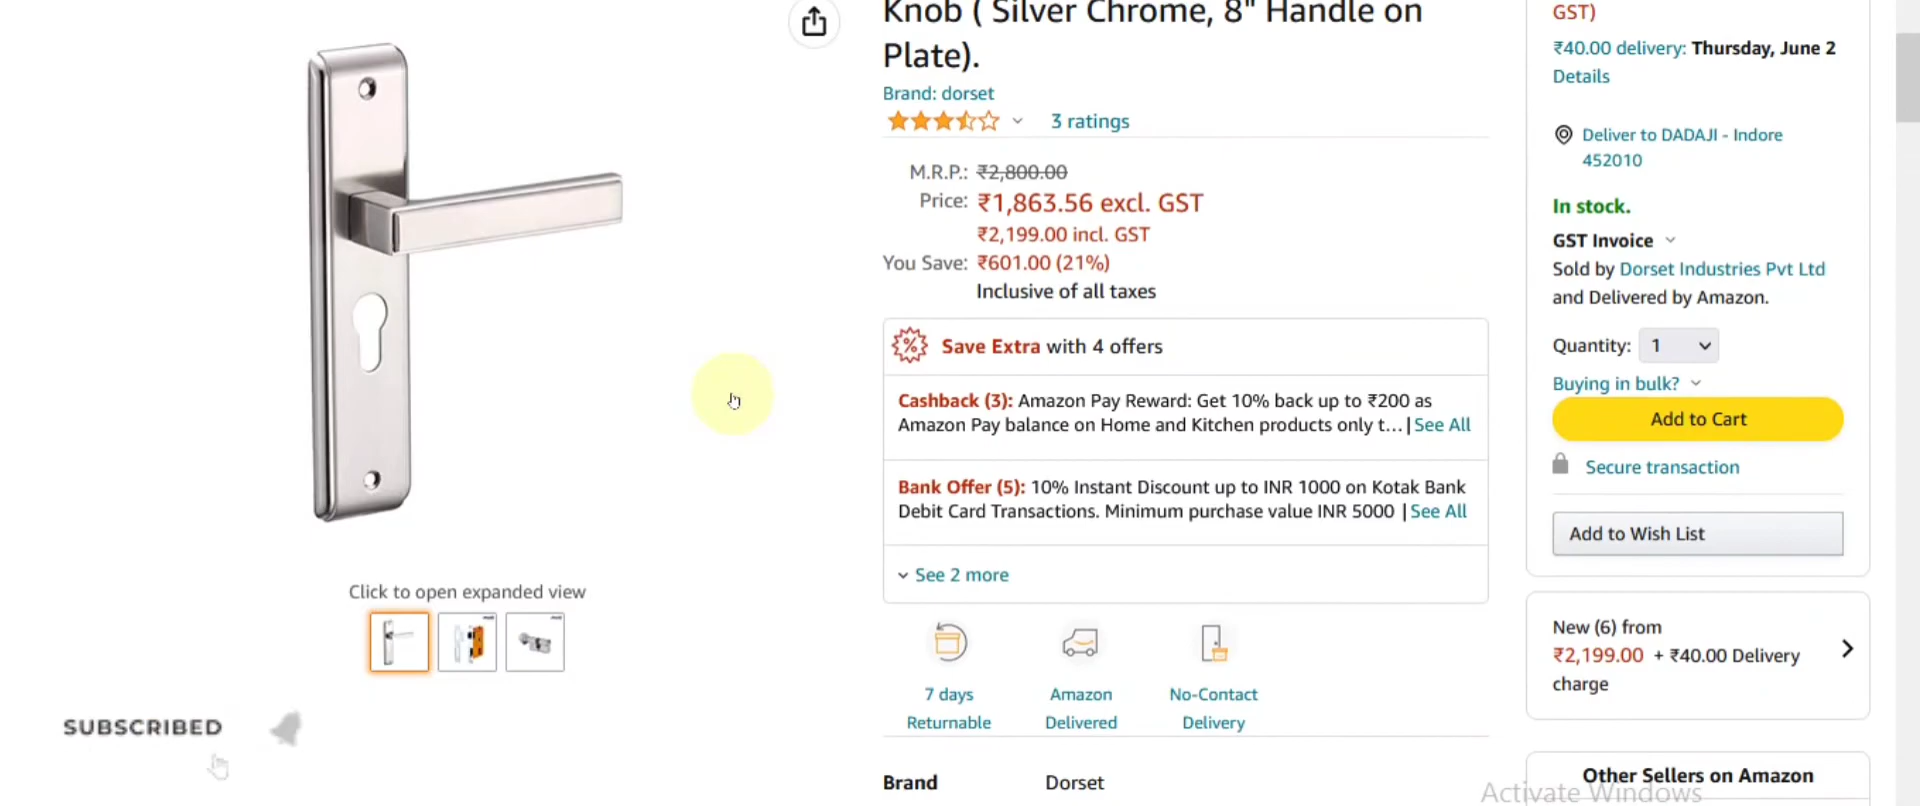 Knob ( Silver Chrome, 8" Handle on
Plate).
Brand: dorset
3 ratings
M.R.P.: ₹2,800.00
Price: ₹1,863.56 excl. GST
₹2,199.00 incl. GST
You Save: ₹601.00 (21%)
Inclusive of all taxes
Save Extra with 4 offers
Cashback (3): Amazon Pay Reward: Get 10% back up to ₹200 as
Amazon Pay balance on Home and Kitchen products only t... | See All
Bank Offer (5): 10% Instant Discount up to INR 1000 on Kotak Bank
Debit Card Transactions. Minimum purchase value INR 5000 | See All
See 2 more
7 days
Returnable
Amazon
Delivered
No-Contact
Delivery
Brand Dorset
Click to open expanded view
SUBSCRIBED
GST)
₹40.00 delivery: Thursday, June 2
Details
Deliver to DADAJI - Indore
452010
In stock.
GST Invoice
Sold by Dorset Industries Pvt Ltd
and Delivered by Amazon.
Quantity: 1
Buying in bulk?
Add to Cart
Secure transaction
Add to Wish List
New (6) from
₹2,199.00 + ₹40.00 Delivery
charge
Other Sellers on Amazon
Activate Windows